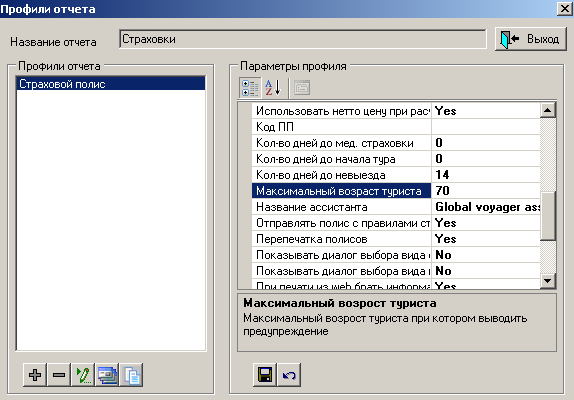 Профили отчета
Название отчета
Страховки
Выход
Профили отчета
Страховой полис
Параметры профиля
Использовать нетто цену при рас Yes
Код ПП
Кол-во дней до мед. страховки 0
Кол-во дней до начала тура 0
Кол-во дней до невыезда 14
Максимальный возраст туриста 70
Название ассистанта Global voyager ass
Отправлять полис с правилами ст Yes
Перепечатка полисов Yes
Показывать диалог выбора вида No
Показывать диалог выбора вида No
При печати из web брать информа Yes
Максимальный возрост туриста
Максимальный возрост туриста при котором выводить
предупреждение